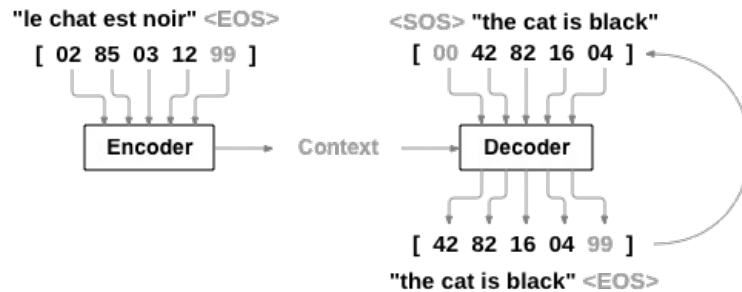 "le chat est noir" <EOS>
[ 02 85 03 12 99 ]
Encoder
Context
<SOS> "the cat is black"
[ 00 42 82 16 04 ]
Decoder
[ 42 82 16 04 99 ]
"the cat is black" <EOS>